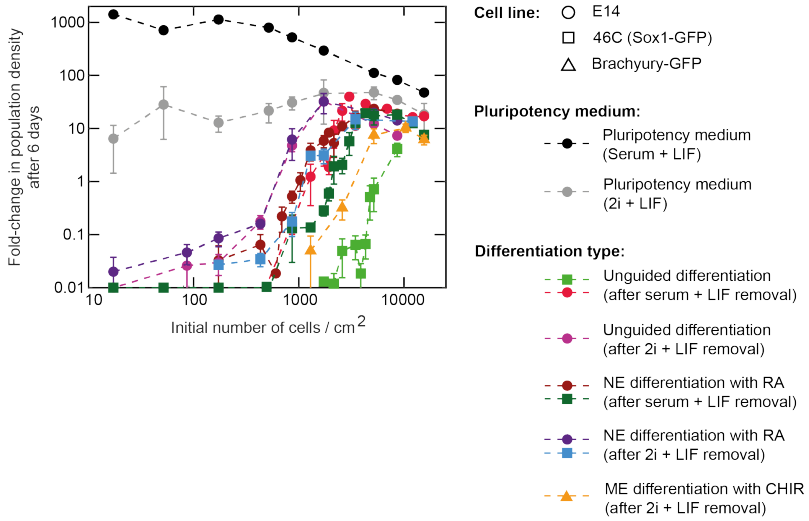 Fold-change in population density
after 6 days
1000
100
10
1
0.1
0.01
10
100
1000
10000
Initial number of cells / cm2
Cell line:
E14
46C (Sox1-GFP)
Brachyury-GFP
Pluripotency medium:
Pluripotency medium
(Serum + LIF)
Pluripotency medium
(2i + LIF)
Differentiation type:
Unguided differentiation
(after serum + LIF removal)
Unguided differentiation
(after 2i + LIF removal)
NE differentiation with RA
(after serum + LIF removal)
NE differentiation with RA
(after 2i + LIF removal)
ME differentiation with CHIR
(after 2i + LIF removal)